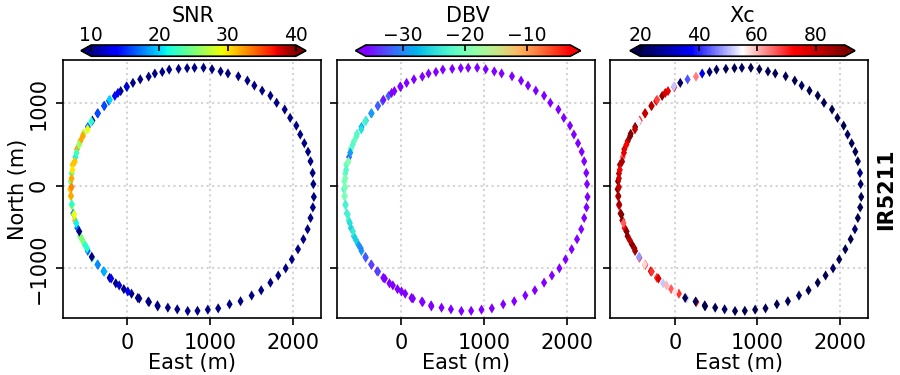 SNR DBV Xc
10 20 30 40 −30 −20 −10 20 40 60 80
1000
0
−1000
North (m)
IR5211
0 1000 2000 0 1000 2000 0 1000 2000
East (m) East (m) East (m)